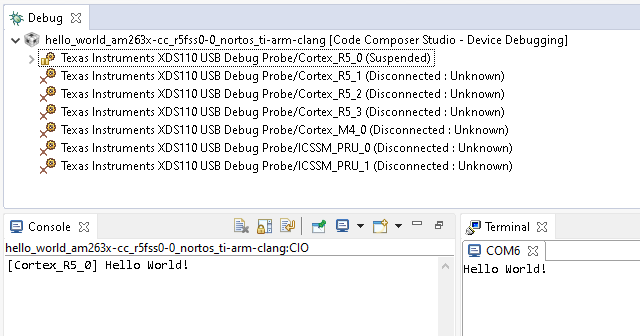 Debug
hello_world_am263x-cc_r5fss0-0_nortos_ti-arm-clang [Code Composer Studio - Device Debugging]
Texas Instruments XDS110 USB Debug Probe/Cortex_R5_0 (Suspended)
Texas Instruments XDS110 USB Debug Probe/Cortex_R5_1 (Disconnected : Unknown)
Texas Instruments XDS110 USB Debug Probe/Cortex_R5_2 (Disconnected : Unknown)
Texas Instruments XDS110 USB Debug Probe/Cortex_R5_3 (Disconnected : Unknown)
Texas Instruments XDS110 USB Debug Probe/Cortex_M4_0 (Disconnected : Unknown)
Texas Instruments XDS110 USB Debug Probe/ICSSM_PRU_0 (Disconnected : Unknown)
Texas Instruments XDS110 USB Debug Probe/ICSSM_PRU_1 (Disconnected : Unknown)
Console
hello_world_am263x-cc_r5fss0-0_nortos_ti-arm-clang:CIO
[Cortex_R5_0] Hello World!
Terminal
COM6
Hello World!